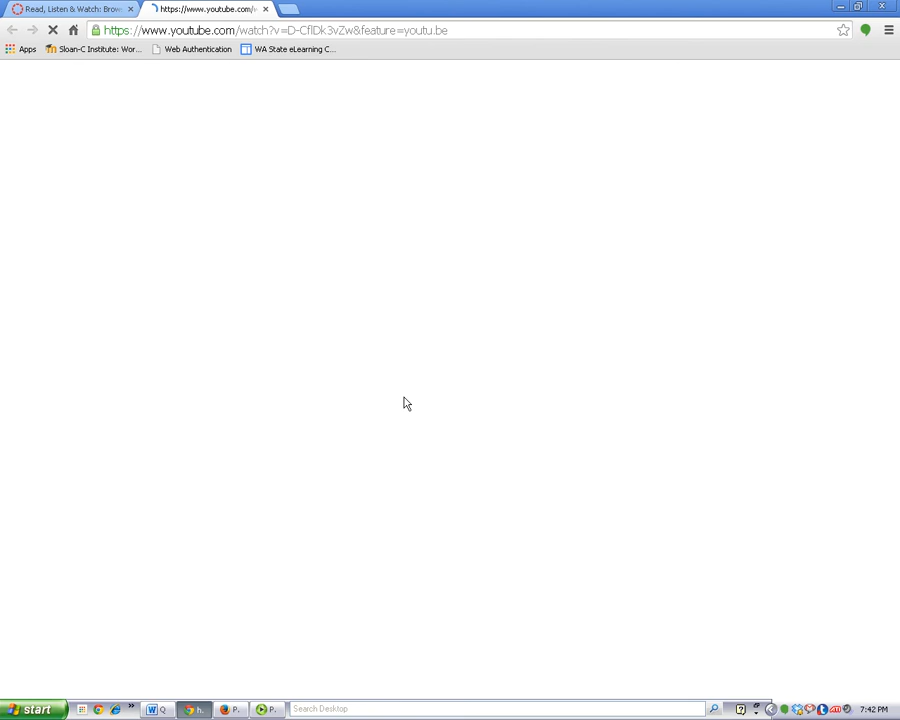 Read, Listen & Watch: Brow
https://www.youtube.com/
https://www.youtube.com/watch?v=D-CflDk3vZw&feature=youtu.be
Apps Sloan-C Institute: Wor... Web Authentication WA State eLearning C...
start Q h. P. P. Search Desktop 7:42 PM